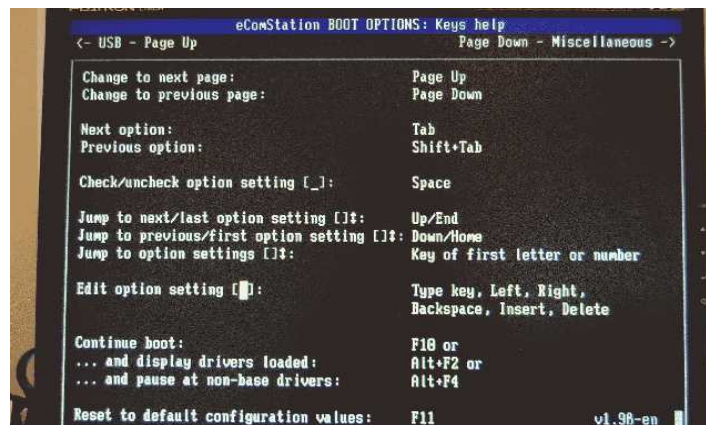 eComStation BOOT OPTIONS: Keys help
<- USB - Page Up Page Down - Miscellaneous ->
Change to next page: Page Up
Change to previous page: Page Down
Next option: Tab
Previous option: Shift+Tab
Check/uncheck option setting [_]: Space
Jump to next/last option setting []↕: Up/End
Jump to previous/first option setting []↕: Down/Home
Jump to option settings []↕: Key of first letter or number
Edit option setting [ ]: Type key, Left, Right,
Backspace, Insert, Delete
Continue boot: F10 or
... and display drivers loaded: Alt+F2 or
... and pause at non-base drivers: Alt+F4
Reset to default configuration values: F11 v1.98-en